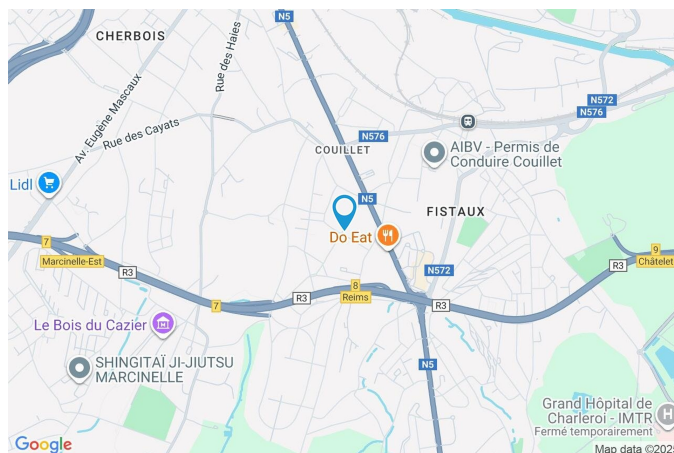 N5
CHERBOIS
Rue des Haies
Av. Eugène Mascaux
Rue des Cayats
N572
N576
N576
COUILLET
AIBV - Permis de
Conduire Couillet
Lidl
N5
FISTAUX
Do Eat
7
Marcinelle-Est
R3
N572
9
Châtelet
R3
8
Reims
7
R3
R3
Le Bois du Cazier
SHINGITAÏ JI-JIUTSU
MARCINELLE
N5
Grand Hôpital de
Charleroi - IMTR
Fermé temporairement
H
Google
Map data ©2025